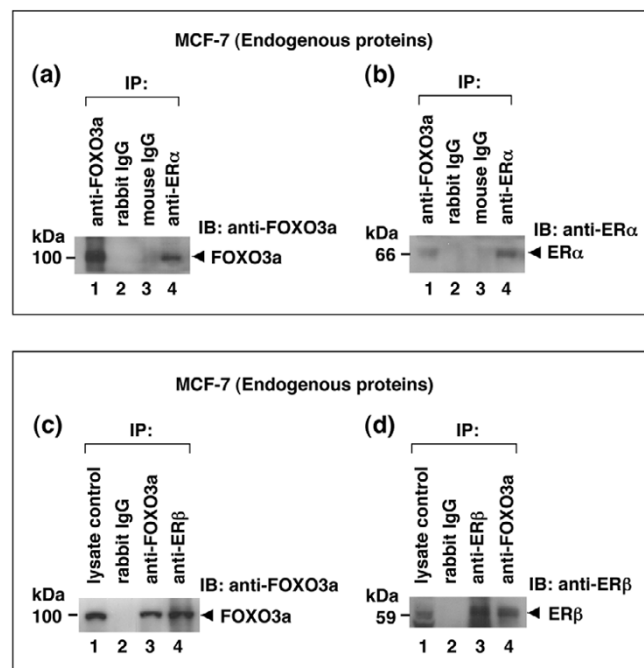 MCF-7 (Endogenous proteins)
(a)
IP:
anti-FOXO3a
rabbit IgG
mouse IgG
anti-ERα
IB: anti-FOXO3a
kDa
100
FOXO3a
1 2 3 4
(b)
IP:
anti-FOXO3a
rabbit IgG
mouse IgG
anti-ERα
IB: anti-ERα
kDa
66
ERα
1 2 3 4
MCF-7 (Endogenous proteins)
(c)
IP:
lysate control
rabbit IgG
anti-FOXO3a
anti-ERβ
IB: anti-FOXO3a
kDa
100
FOXO3a
1 2 3 4
(d)
IP:
lysate control
rabbit IgG
anti-ERβ
anti-FOXO3a
IB: anti-ERβ
kDa
59
ERβ
1 2 3 4